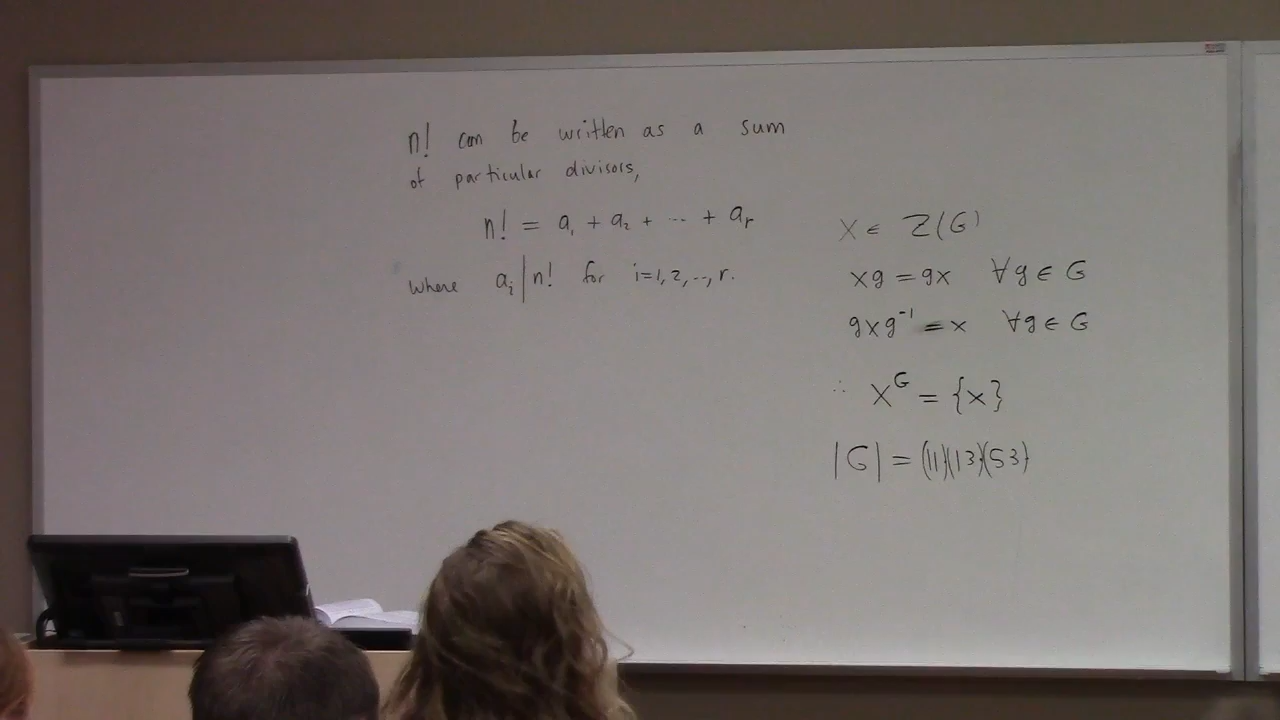 n! can be written as a sum
of particular divisors,
n! = a₁ + a₂ + ... + aᵣ
where aᵢ | n! for i=1, 2, .., r.
x ∈ Z(G)
xg = gx ∀g ∈ G
gxg⁻¹ = x ∀g ∈ G
∴ x^G = {x}
|G| = (11)(13)(53)